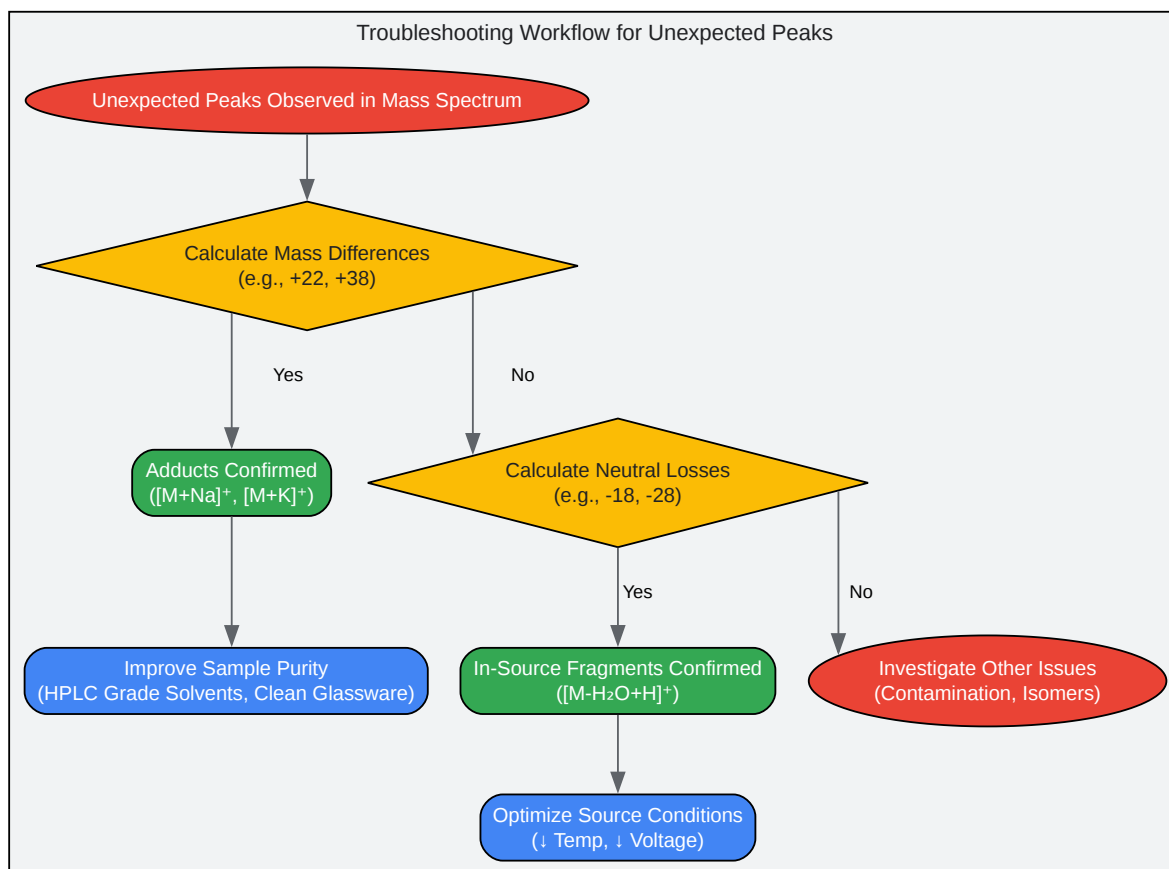 Troubleshooting Workflow for Unexpected Peaks
Unexpected Peaks Observed in Mass Spectrum
Calculate Mass Differences
(e.g., +22, +38)
Yes
No
Adducts Confirmed
([M+Na]⁺, [M+K]⁺)
Calculate Neutral Losses
(e.g., -18, -28)
Yes
No
Improve Sample Purity
(HPLC Grade Solvents, Clean Glassware)
In-Source Fragments Confirmed
([M-H₂O+H]⁺)
Investigate Other Issues
(Contamination, Isomers)
Optimize Source Conditions
(↓ Temp, ↓ Voltage)